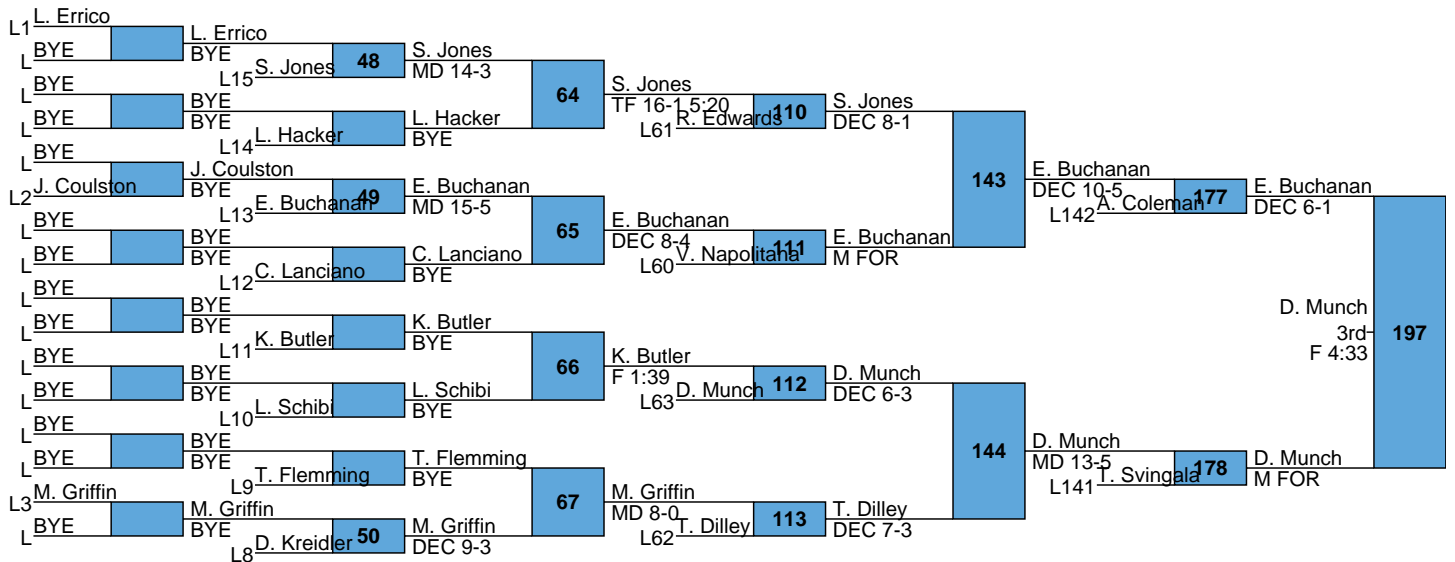 L1 L. Errico
L BYE
L. Errico
BYE
L15 S. Jones
48
S. Jones
MD 14-3
L BYE
L BYE
BYE
BYE
L14 L. Hacker
L. Hacker
BYE
64
S. Jones
TF 16-1 5:20
L61 R. Edwards
110
S. Jones
DEC 8-1
L BYE
L2 J. Coulston
J. Coulston
BYE
L13 E. Buchanan
49
E. Buchanan
MD 15-5
L BYE
L BYE
BYE
BYE
L12 C. Lanciano
C. Lanciano
BYE
65
E. Buchanan
DEC 8-4
L60 V. Napolitana
111
E. Buchanan
M FOR
143
E. Buchanan
DEC 10-5
L142 A. Coleman
177
E. Buchanan
DEC 6-1
L BYE
L BYE
BYE
BYE
L11 K. Butler
K. Butler
BYE
L BYE
L BYE
BYE
BYE
L10 L. Schibi
L. Schibi
BYE
66
K. Butler
F 1:39
L63 D. Munch
112
D. Munch
DEC 6-3
L BYE
L BYE
BYE
BYE
L9 T. Flemming
T. Flemming
BYE
L3 M. Griffin
L BYE
M. Griffin
BYE
L8 D. Kreidler
50
M. Griffin
DEC 9-3
67
M. Griffin
MD 8-0
L62 T. Dilley
113
T. Dilley
DEC 7-3
144
D. Munch
MD 13-5
L141 T. Svingala
178
D. Munch
M FOR
197
D. Munch
3rd
F 4:33